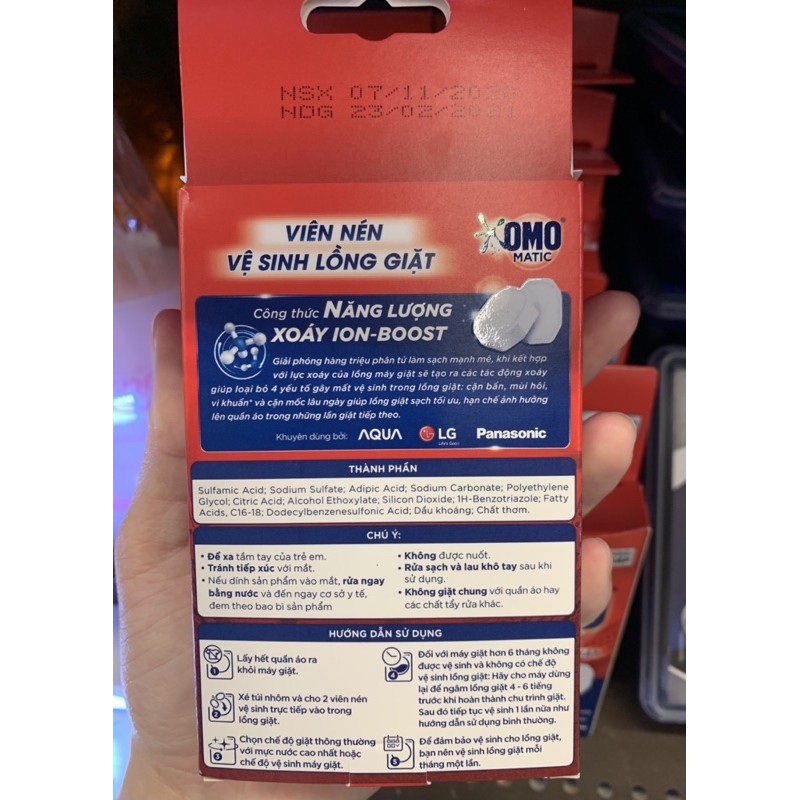 NSX 07/11/2020
NDG 23/02/2021
VIÊN NÉN
VỆ SINH LỒNG GIẶT
OMO
MATIC
Công thức NĂNG LƯỢNG
XOÁY ION-BOOST
Giải phóng hàng triệu phân tử làm sạch mạnh mẽ, khi kết hợp
với lực xoáy của lồng máy giặt sẽ tạo ra các tác động xoáy
giúp loại bỏ 4 yếu tố gây mất vệ sinh trong lồng giặt: cặn bẩn, mùi hôi,
vi khuẩn* và cặn mốc lâu ngày giúp lồng giặt sạch tối ưu, hạn chế ảnh hưởng
lên quần áo trong những lần giặt tiếp theo.
Khuyên dùng bởi: AQUA LG Panasonic
THÀNH PHẦN
Sulfamic Acid; Sodium Sulfate; Adipic Acid; Sodium Carbonate; Polyethylene
Glycol; Citric Acid; Alcohol Ethoxylate; Silicon Dioxide; 1H-Benzotriazole; Fatty
Acids, C16-18; Dodecylbenzenesulfonic Acid; Dầu khoáng; Chất thơm.
CHÚ Ý:
• Để xa tầm tay của trẻ em.
• Tránh tiếp xúc với mắt.
• Nếu dính sản phẩm vào mắt, rửa ngay
bằng nước và đến ngay cơ sở y tế,
đem theo bao bì sản phẩm
• Không được nuốt.
• Rửa sạch và lau khô tay sau khi
sử dụng.
• Không giặt chung với quần áo hay
các chất tẩy rửa khác.
HƯỚNG DẪN SỬ DỤNG
1 Lấy hết quần áo ra
khỏi máy giặt.
2 Xé túi nhôm và cho 2 viên nén
vệ sinh trực tiếp vào trong
lồng giặt.
3 Chọn chế độ giặt thông thường
với mực nước cao nhất hoặc
chế độ vệ sinh máy giặt.
4 Đối với máy giặt hơn 6 tháng không
được vệ sinh và không có chế độ
vệ sinh lồng giặt: Hãy cho máy dừng
lại để ngâm lồng giặt 4 - 6 tiếng
trước khi hoàn thành chu trình giặt.
Sau đó tiếp tục vệ sinh 1 lần nữa như
hướng dẫn sử dụng bình thường.
5 Để đảm bảo vệ sinh cho lồng giặt,
bạn nên vệ sinh lồng giặt mỗi
tháng một lần.